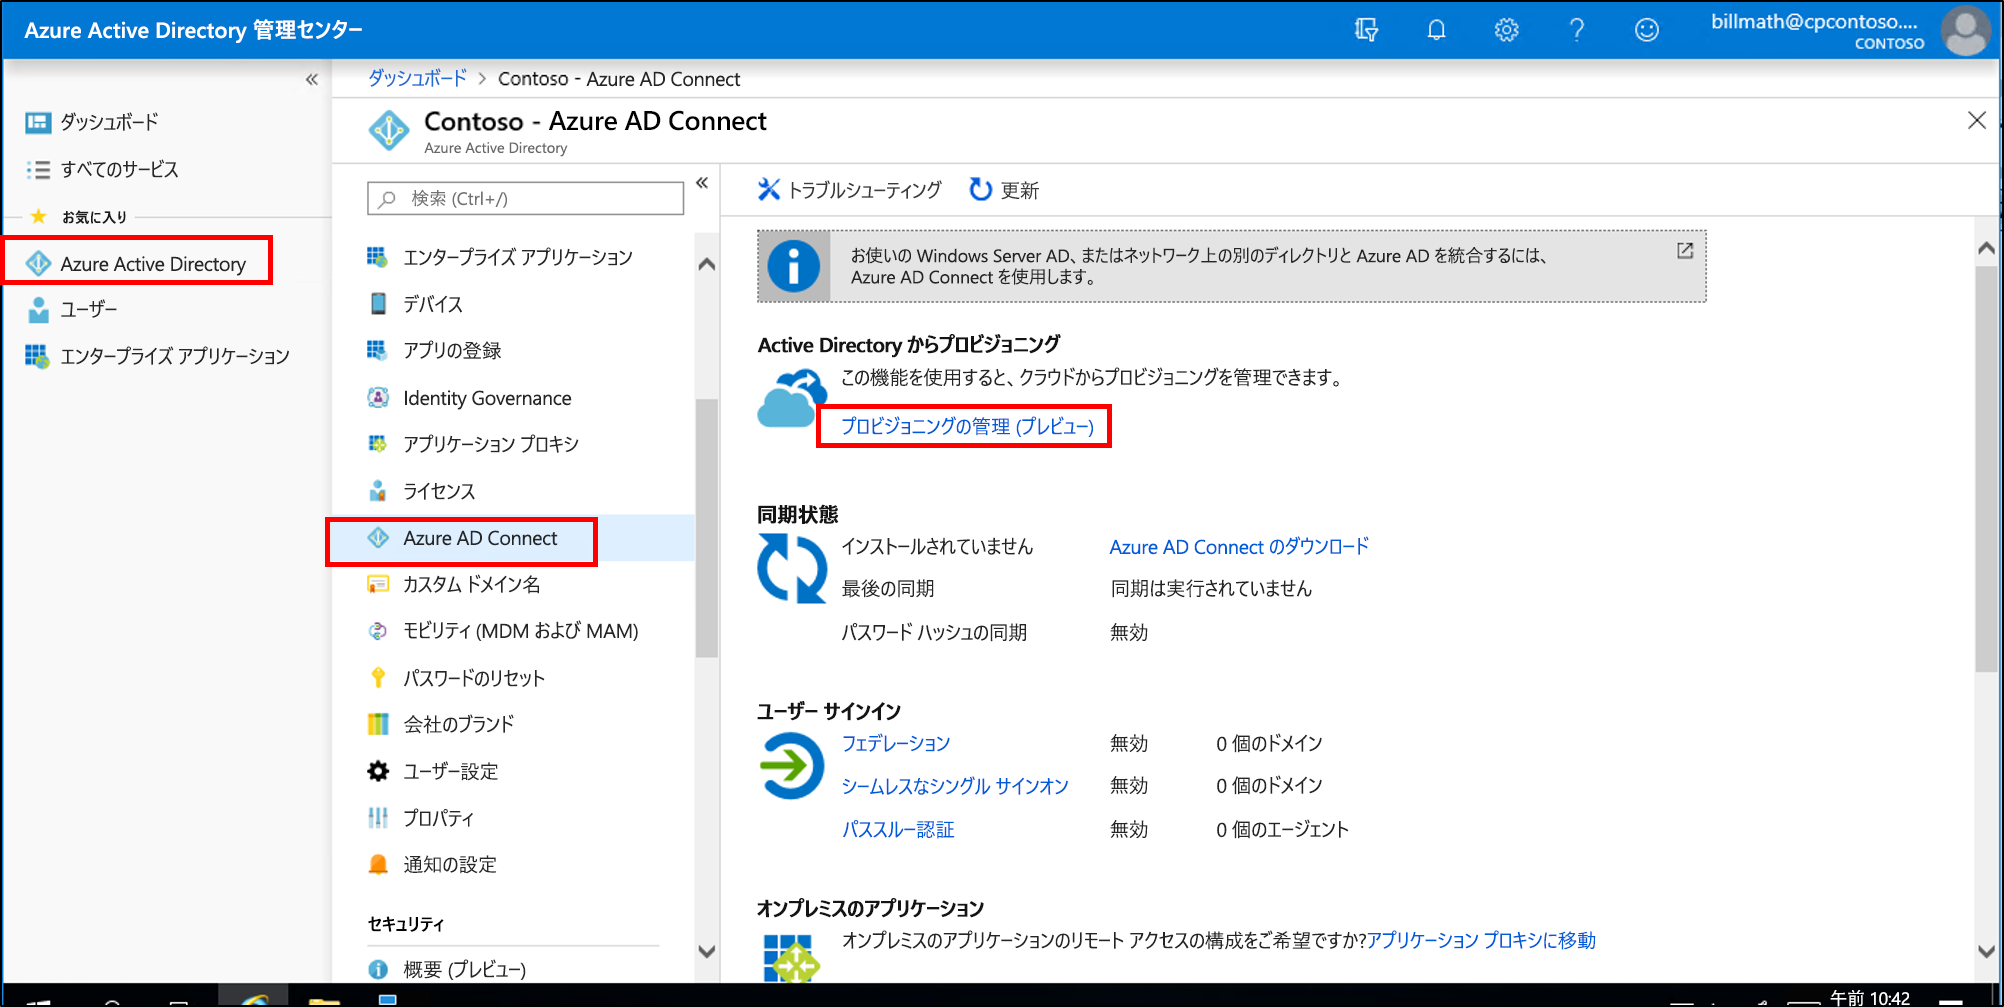 Azure Active Directory 管理センター
billmath@cpcontoso....
CONTOSO
ダッシュボード
すべてのサービス
お気に入り
Azure Active Directory
ユーザー
エンタープライズ アプリケーション
ダッシュボード > Contoso - Azure AD Connect
Contoso - Azure AD Connect
Azure Active Directory
検索 (Ctrl+/)
エンタープライズ アプリケーション
デバイス
アプリの登録
Identity Governance
アプリケーション プロキシ
ライセンス
Azure AD Connect
カスタム ドメイン名
モビリティ (MDM および MAM)
パスワードのリセット
会社のブランド
ユーザー設定
プロパティ
通知の設定
セキュリティ
概要 (プレビュー)
トラブルシューティング 更新
お使いの Windows Server AD、またはネットワーク上の別のディレクトリと Azure AD を統合するには、
Azure AD Connect を使用します。
Active Directory からプロビジョニング
この機能を使用すると、クラウドからプロビジョニングを管理できます。
プロビジョニングの管理 (プレビュー)
同期状態
インストールされていません Azure AD Connect のダウンロード
最後の同期 同期は実行されていません
パスワード ハッシュの同期 無効
ユーザー サインイン
フェデレーション 無効 0 個のドメイン
シームレスなシングル サインオン 無効 0 個のドメイン
パススルー認証 無効 0 個のエージェント
オンプレミスのアプリケーション
オンプレミスのアプリケーションのリモート アクセスの構成をご希望ですか?アプリケーション プロキシに移動
午前 10:42